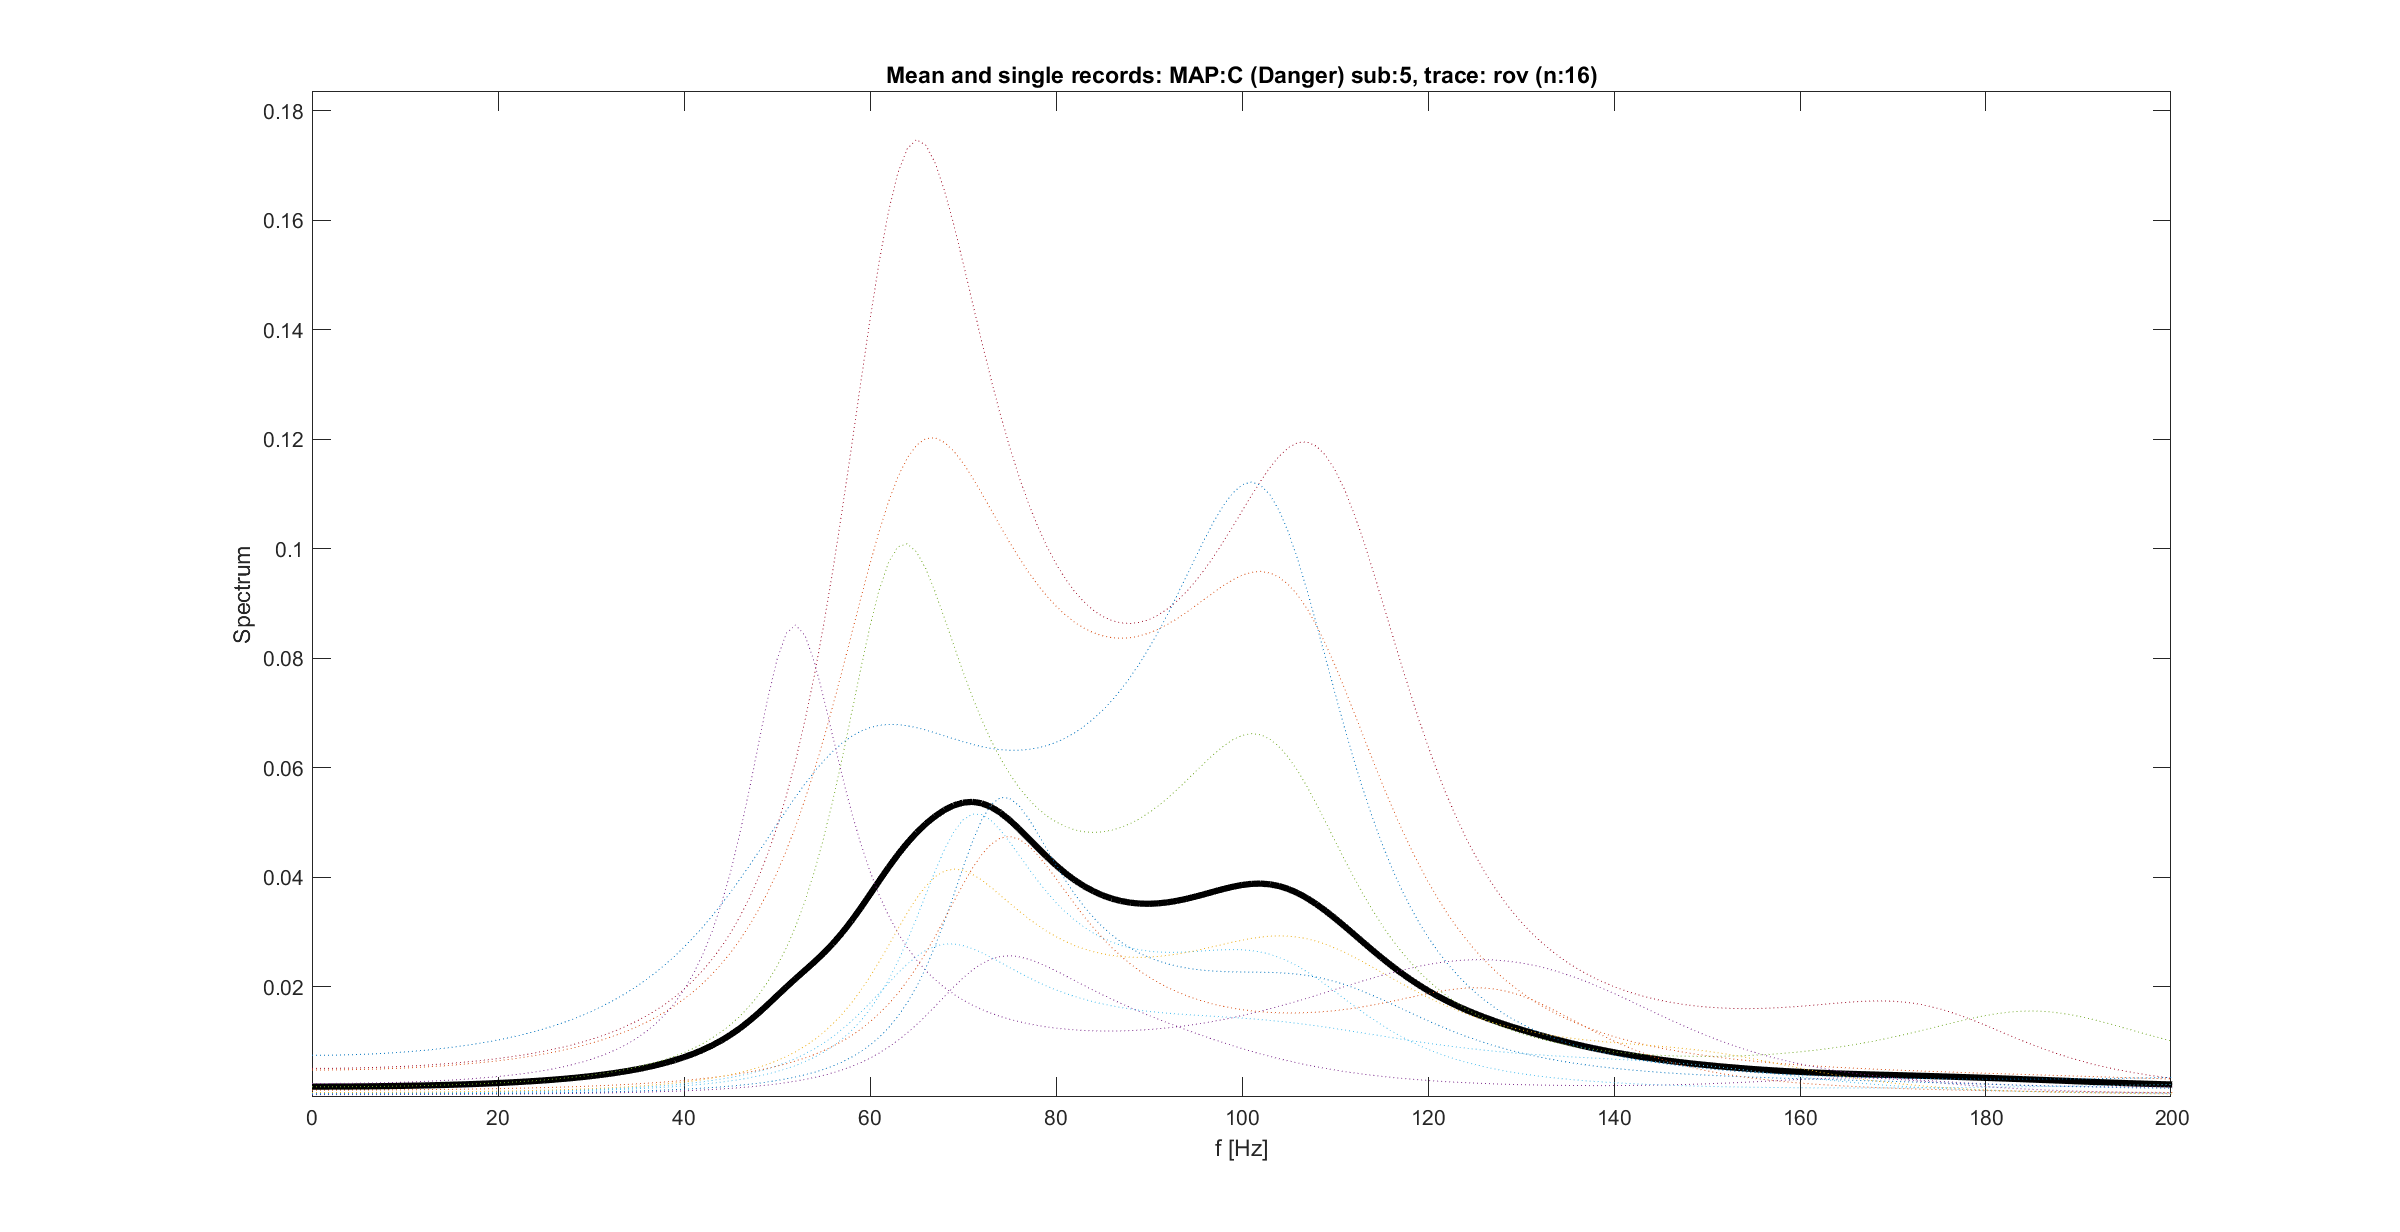 Mean and single records: MAP:C (Danger) sub:5, trace: rov (n:16)
0.18
0.16
0.14
0.12
0.1
0.08
0.06
0.04
0.02
Spectrum
0 20 40 60 80 100 120 140 160 180 200
f [Hz]